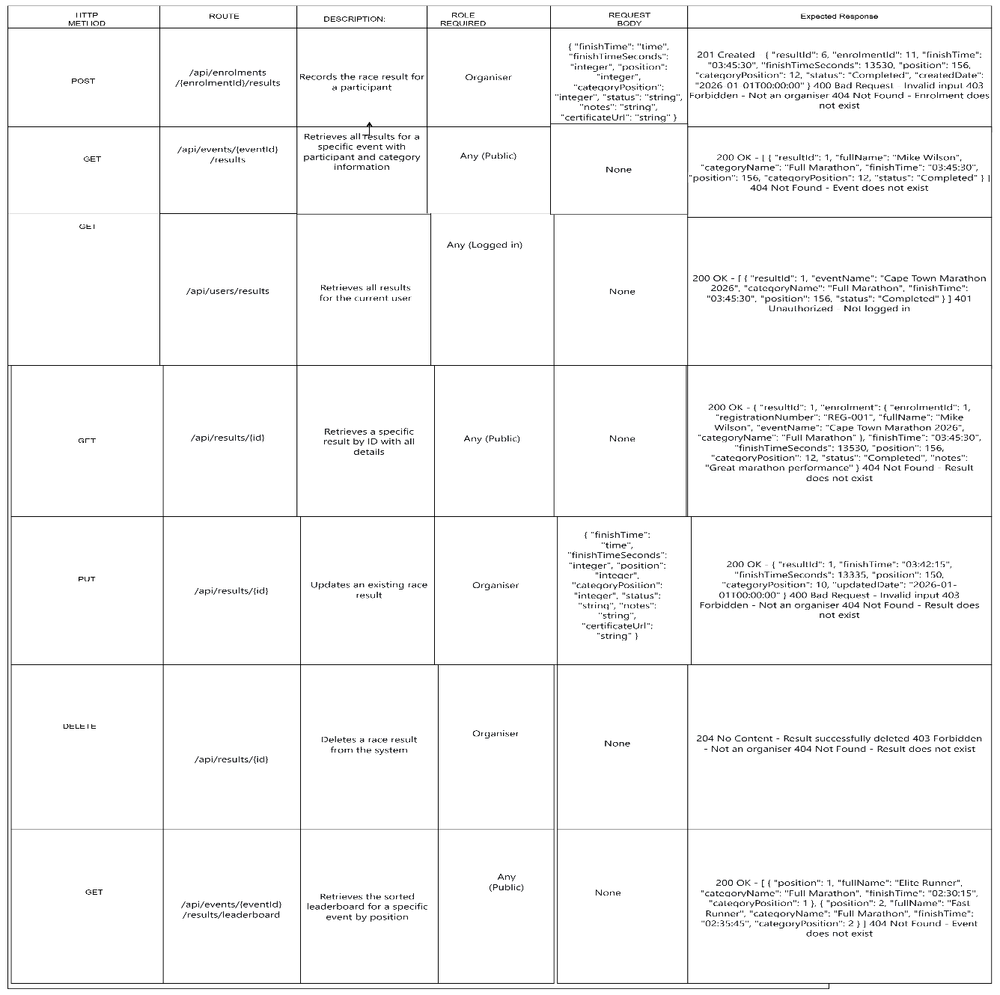 HTTP
METHOD
ROUTE
DESCRIPTION:
ROLE
REQUIRED
REQUEST
BODY
Expected Response
POST
/api/enrolments
/{enrolmentId}/results
Records the race result for
a participant
Organiser
{ "finishTime": "time",
"finishTimeSeconds":
"integer", "position":
"integer",
"categoryPosition":
"integer", "status": "string",
"notes": "string",
"certificateUrl": "string" }
201 Created - { "resultId": 6, "enrolmentId": 11, "finishTime":
"03:45:30", "finishTimeSeconds": 13530, "position": 156,
"categoryPosition": 12, "status": "Completed", "createdDate":
"2026-01-01T00:00:00" } 400 Bad Request - Invalid input 403
Forbidden - Not an organiser 404 Not Found - Enrolment does
not exist
GET
/api/events/{eventId}
/results
Retrieves all results for a
specific event with
participant and category
information
Any (Public)
None
200 OK - [ { "resultId": 1, "fullName": "Mike Wilson",
"categoryName": "Full Marathon", "finishTime": "03:45:30",
"position": 156, "categoryPosition": 12, "status": "Completed" } ]
404 Not Found - Event does not exist
GET
/api/users/results
Retrieves all results
for the current user
Any (Logged in)
None
200 OK - [ { "resultId": 1, "eventName": "Cape Town Marathon
2026", "categoryName": "Full Marathon", "finishTime":
"03:45:30", "position": 156, "status": "Completed" } ] 401
Unauthorized - Not logged in
GET
/api/results/{id}
Retrieves a specific
result by ID with all
details
Any (Public)
None
200 OK - { "resultId": 1, "enrolment": { "enrolmentId": 1,
"registrationNumber": "REG-001", "fullName": "Mike
Wilson", "eventName": "Cape Town Marathon 2026",
"categoryName": "Full Marathon" }, "finishTime": "03:45:30",
"finishTimeSeconds": 13530, "position": 156,
"categoryPosition": 12, "status": "Completed", "notes":
"Great marathon performance" } 404 Not Found - Result
does not exist
PUT
/api/results/{id}
Updates an existing race
result
Organiser
{ "finishTime":
"time",
"finishTimeSeconds":
"integer", "position":
"integer",
"categoryPosition":
"integer", "status":
"string", "notes":
"string",
"certificateUrl":
"string" }
200 OK - { "resultId": 1, "finishTime": "03:42:15",
"finishTimeSeconds": 13335, "position": 150,
"categoryPosition": 10, "updatedDate": "2026-01-
01T00:00:00" } 400 Bad Request - Invalid input 403
Forbidden - Not an organiser 404 Not Found - Result does
not exist
DELETE
/api/results/{id}
Deletes a race result
from the system
Organiser
None
204 No Content - Result successfully deleted 403 Forbidden
- Not an organiser 404 Not Found - Result does not exist
GET
/api/events/{eventId}
/results/leaderboard
Retrieves the sorted
leaderboard for a specific
event by position
Any
(Public)
None
200 OK - [ { "position": 1, "fullName": "Elite Runner",
"categoryName": "Full Marathon", "finishTime": "02:30:15",
"categoryPosition": 1 }, { "position": 2, "fullName": "Fast
Runner", "categoryName": "Full Marathon", "finishTime":
"02:35:45", "categoryPosition": 2 } ] 404 Not Found - Event
does not exist